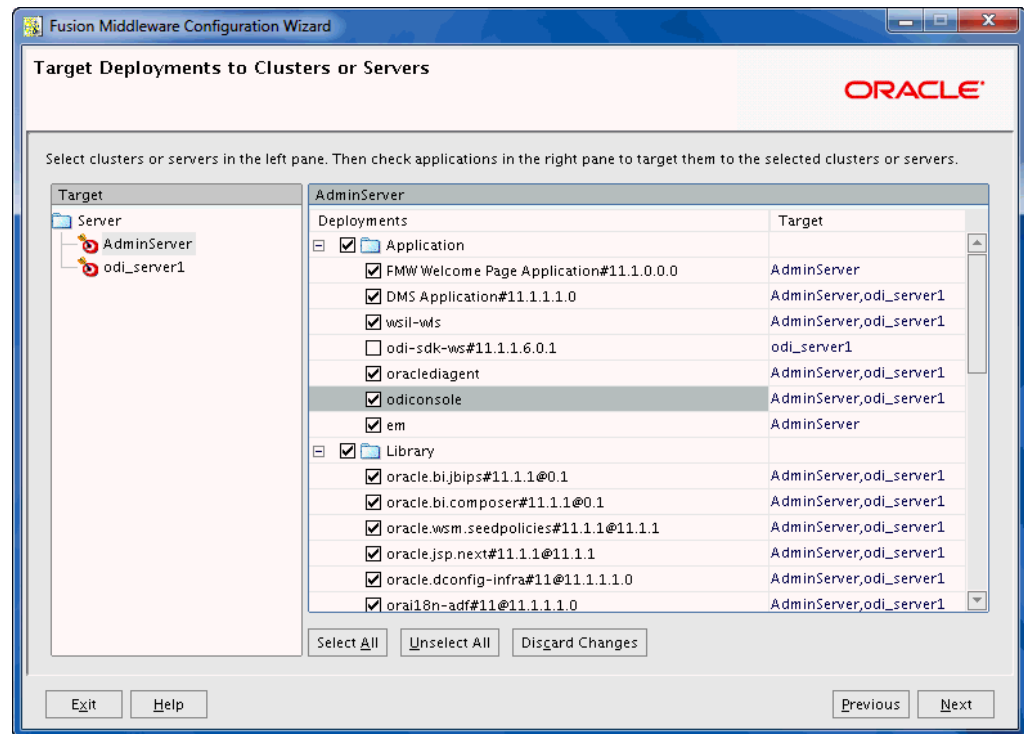 Fusion Middleware Configuration Wizard
Target Deployments to Clusters or Servers
ORACLE
Select clusters or servers in the left pane. Then check applications in the right pane to target them to the selected clusters or servers.
Target
Server
AdminServer
odi_server1
AdminServer
Deployments Target
Application
FMW Welcome Page Application#11.1.0.0.0 AdminServer
DMS Application#11.1.1.1.0 AdminServer,odi_server1
wsil-wls AdminServer,odi_server1
odi-sdk-ws#11.1.1.6.0.1 odi_server1
oraclediagent AdminServer,odi_server1
odiconsole AdminServer,odi_server1
em AdminServer
Library
oracle.bi.jbips#11.1.1@0.1 AdminServer,odi_server1
oracle.bi.composer#11.1.1@0.1 AdminServer,odi_server1
oracle.wsm.seedpolicies#11.1.1@11.1.1 AdminServer,odi_server1
oracle.jsp.next#11.1.1@11.1.1 AdminServer,odi_server1
oracle.dconfig-infra#11@11.1.1.1.0 AdminServer,odi_server1
orai18n-adf#11@11.1.1.1.0 AdminServer,odi_server1
Select All Unselect All Discard Changes
Exit Help Previous Next